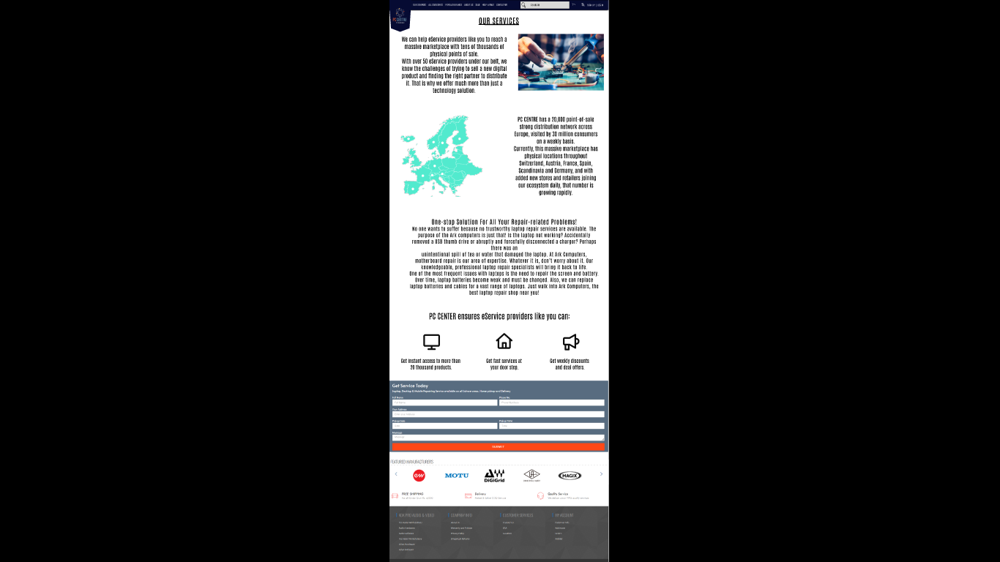 ABOUT US
BLOG
SEARCH
PC CENTRE
OUR SERVICES
We can help eService providers like you to reach a
massive marketplace with tens of thousands of
physical points of sale.
With over 50 eService providers under our belt, we
know the challenges of trying to sell a new digital
product and finding the right partner to distribute
it. That is why we offer much more than just a
technology solution.
PC CENTRE has a 20,000 point-of-sale
strong distribution network across
Europe, visited by 30 million consumers
on a weekly basis.
Currently, this massive marketplace has
physical locations throughout
Switzerland, Austria, France, Spain,
Scandinavia and Germany, and with
added new stores and retailers joining
our ecosystem daily, that number is
growing rapidly.
One-stop Solution For All Your Repair-related Problems!
No one wants to suffer because no trustworthy laptop repair services are available. The
purpose of the Ark computers is just that! Is the laptop not working? Accidentally
removed a USB thumb drive or abruptly and forcefully disconnected a charger? Perhaps
there was an
unintentional spill of tea or water that damaged the laptop. At Ark Computers,
motherboard repair is our area of expertise. Whatever it is, don't worry about it. Our
knowledgeable, professional laptop repair specialists will bring it back to life.
One of the most frequent issues with laptops is the need to repair the screen and battery.
Over time, laptop batteries become weak and must be changed. Also, we can replace
laptop batteries and cables for a vast range of laptops. Just walk into Ark Computers, the
best laptop repair shop near you!
PC CENTER ensures eService providers like you can:
Get instant access to more than
20 thousand products.
Get fast services at
your door step.
Get weekly discounts
and deal offers.
Get Service Today
Full Name
Phone No
Your Address
Pickup Date
Pickup Time
Message
SUBMIT
FEATURED MANUFACTURERS
MOTU
DiGiGrid
MAGIX
FREE SHIPPING
Delivery
Quality Service
COMPANY INFO
CUSTOMER SERVICES
MY ACCOUNT